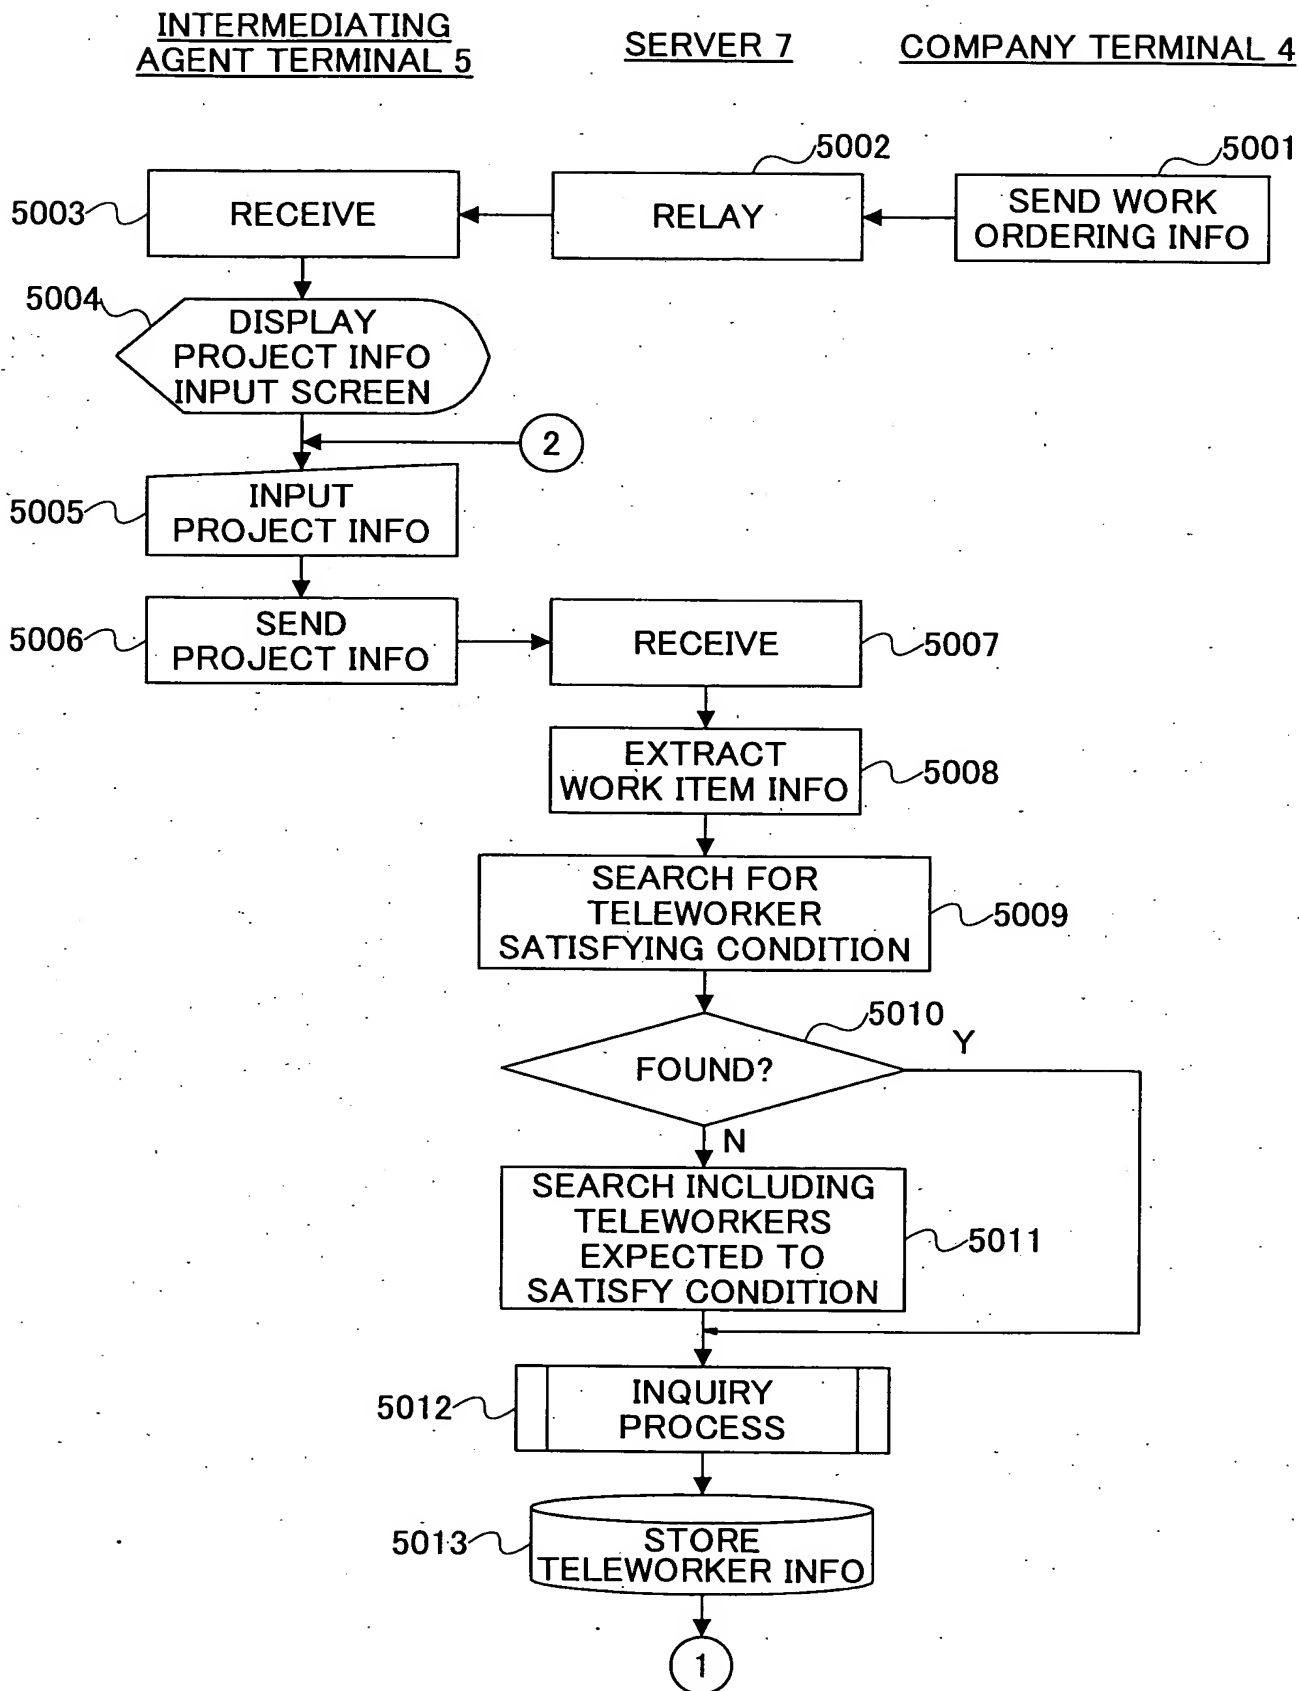 INTERMEDIATING
AGENT TERMINAL 5
SERVER 7
COMPANY TERMINAL 4
5003
RECEIVE
5002
RELAY
5001
SEND WORK
ORDERING INFO
5004
DISPLAY
PROJECT INFO
INPUT SCREEN
2
5005
INPUT
PROJECT INFO
5006
SEND
PROJECT INFO
RECEIVE
5007
EXTRACT
WORK ITEM INFO
5008
SEARCH FOR
TELEWORKER
SATISFYING CONDITION
5009
5010
FOUND?
Y
N
SEARCH INCLUDING
TELEWORKERS
EXPECTED TO
SATISFY CONDITION
5011
5012
INQUIRY
PROCESS
5013
STORE
TELEWORKER INFO
1